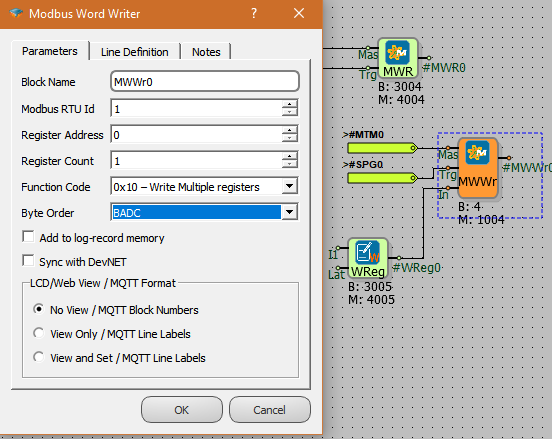 Modbus Word Writer
?
Parameters
Line Definition
Notes
Block Name
MWWr0
Modbus RTU Id
1
Register Address
0
Register Count
1
Function Code
0x10 – Write Multiple registers
Byte Order
BADC
Add to log-record memory
Sync with DevNET
LCD/Web View / MQTT Format
No View / MQTT Block Numbers
View Only / MQTT Line Labels
View and Set / MQTT Line Labels
OK
Cancel
Mas
Trg
MWR
#MWR0
B: 3004
M: 4004
>#MTM0
>#SPG0
Mas
Trg
In
MWWr
#MWWr0
B: 4
M: 1004
I1
Lat
WReg
#WReg0
B: 3005
M: 4005